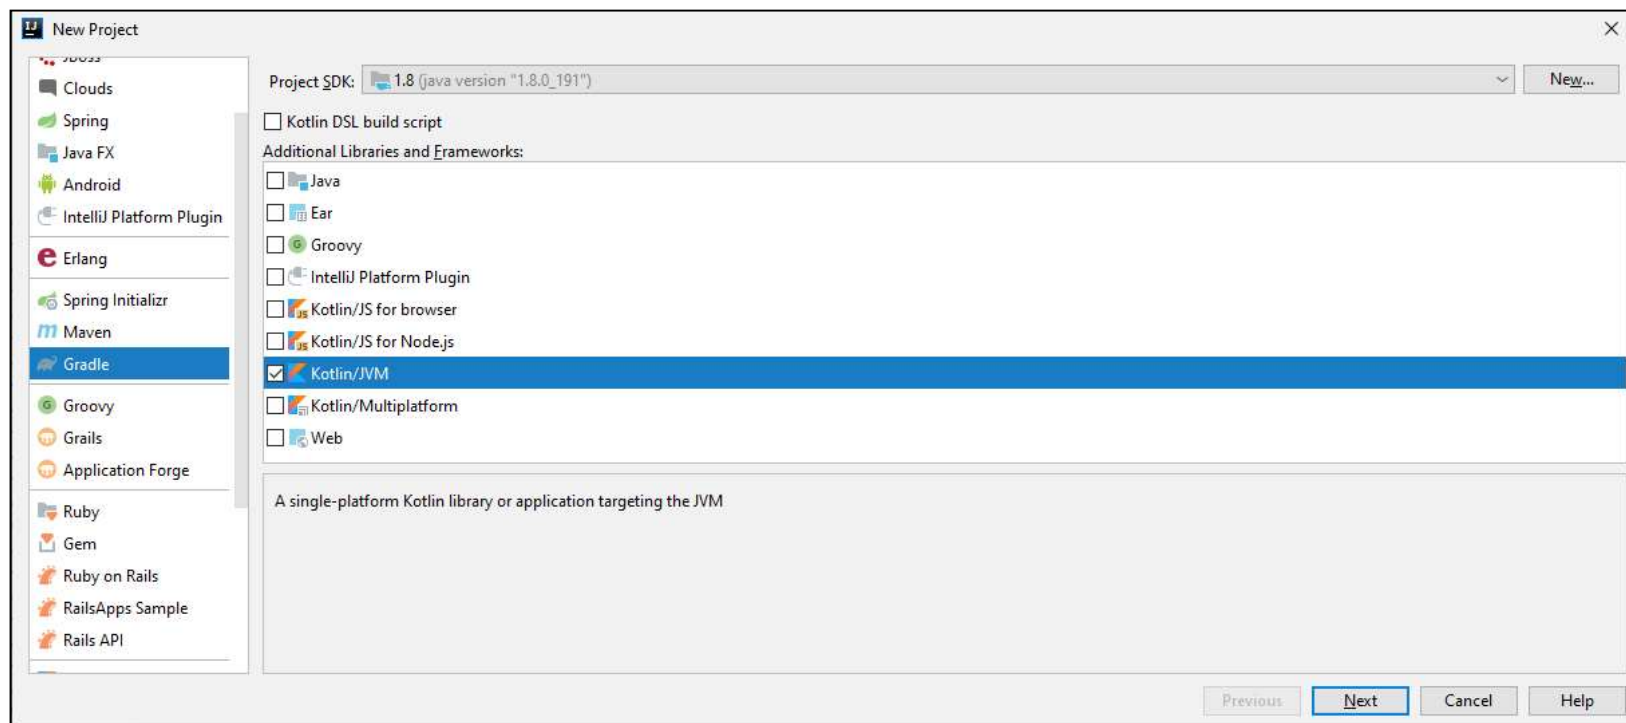 New Project
JBoss
Clouds
Spring
Java FX
Android
IntelliJ Platform Plugin
Erlang
Spring Initializr
Maven
Gradle
Groovy
Grails
Application Forge
Ruby
Gem
Ruby on Rails
RailsApps Sample
Rails API
Project SDK: 1.8 (java version "1.8.0_191") New...
Kotlin DSL build script
Additional Libraries and Frameworks:
Java
Ear
Groovy
IntelliJ Platform Plugin
Kotlin/JS for browser
Kotlin/JS for Node.js
Kotlin/JVM
Kotlin/Multiplatform
Web
A single-platform Kotlin library or application targeting the JVM
Previous Next Cancel Help